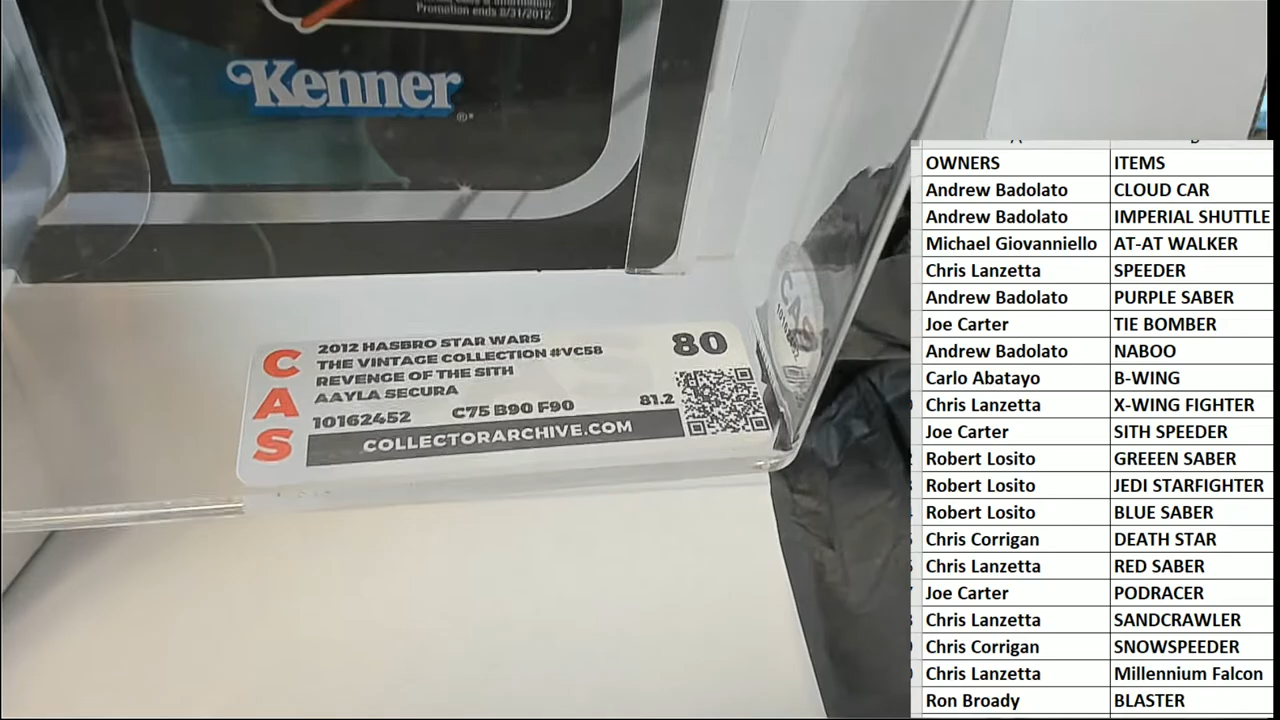 Promotion ends 8/31/2012.
Kenner
®
CAS
2012 HASBRO STAR WARS
THE VINTAGE COLLECTION #VC58
REVENGE OF THE SITH
AAYLA SECURA
80
10162452 C75 B90 F90 81.2
COLLECTORARCHIVE.COM
CAS
OWNERS ITEMS
Andrew Badolato CLOUD CAR
Andrew Badolato IMPERIAL SHUTTLE
Michael Giovanniello AT-AT WALKER
Chris Lanzetta SPEEDER
Andrew Badolato PURPLE SABER
Joe Carter TIE BOMBER
Andrew Badolato NABOO
Carlo Abatayo B-WING
Chris Lanzetta X-WING FIGHTER
Joe Carter SITH SPEEDER
Robert Losito GREEEN SABER
Robert Losito JEDI STARFIGHTER
Robert Losito BLUE SABER
Chris Corrigan DEATH STAR
Chris Lanzetta RED SABER
Joe Carter PODRACER
Chris Lanzetta SANDCRAWLER
Chris Corrigan SNOWSPEEDER
Chris Lanzetta Millennium Falcon
Ron Broady BLASTER